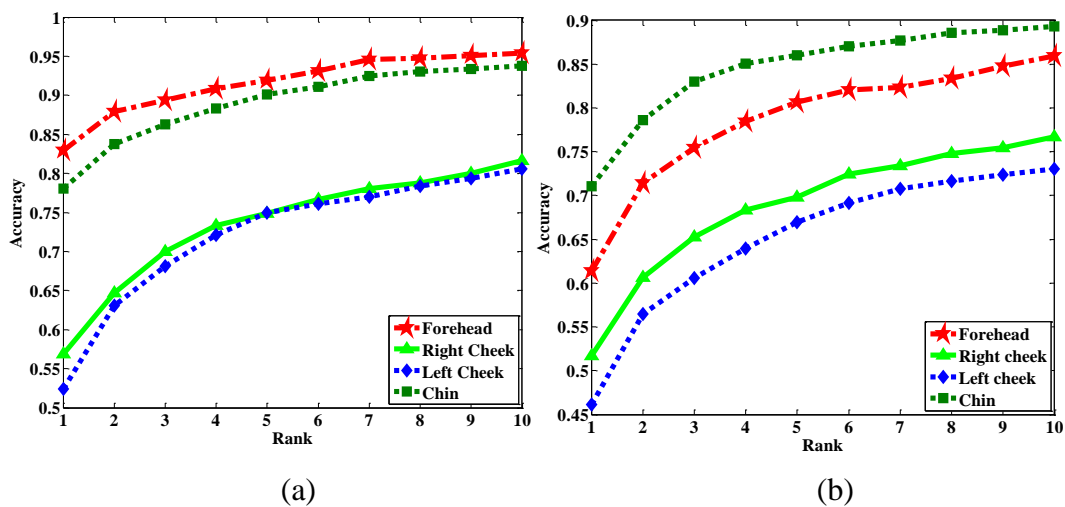 1
0.95
0.9
0.85
0.8
0.75
0.7
0.65
0.6
0.55
0.5
Accuracy
1 2 3 4 5 6 7 8 9 10
Rank
Forehead
Right Cheek
Left Cheek
Chin
(a)
0.9
0.85
0.8
0.75
0.7
0.65
0.6
0.55
0.5
0.45
Accuracy
1 2 3 4 5 6 7 8 9 10
Rank
Forehead
Right cheek
Left cheek
Chin
(b)